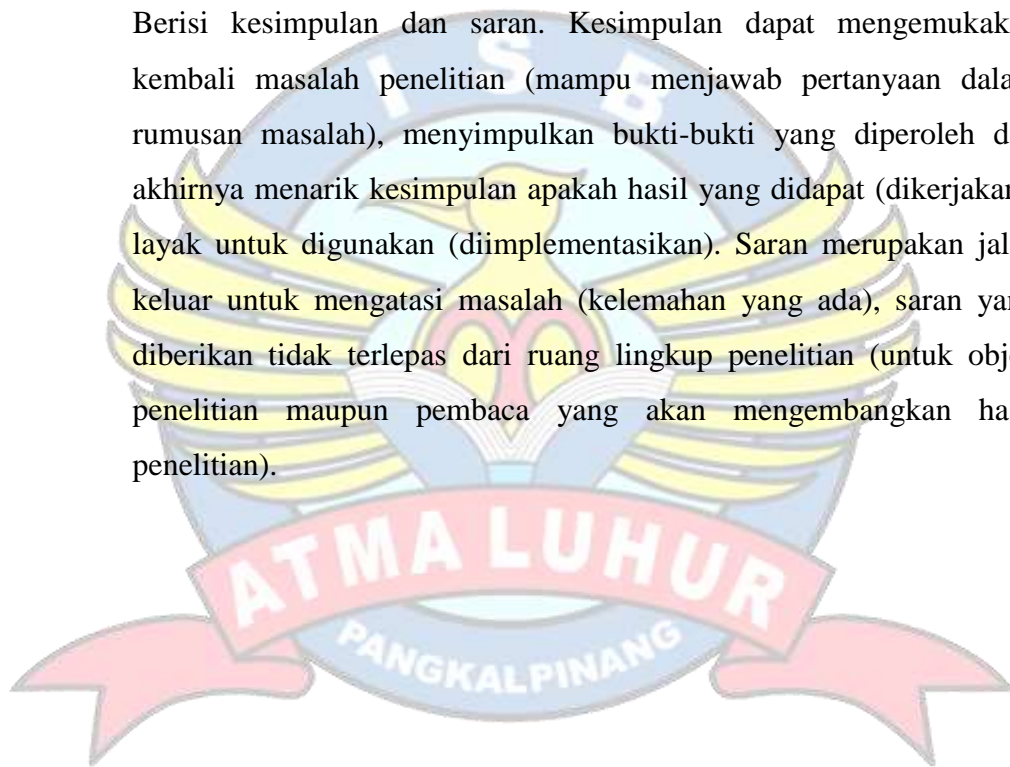 Berisi kesimpulan dan saran. Kesimpulan dapat mengemukak
kembali masalah penelitian (mampu menjawab pertanyaan dala
rumusan masalah), menyimpulkan bukti-bukti yang diperoleh d
akhirnya menarik kesimpulan apakah hasil yang didapat (dikerjakan
layak untuk digunakan (diimplementasikan). Saran merupakan jal
keluar untuk mengatasi masalah (kelemahan yang ada), saran yan
diberikan tidak terlepas dari ruang lingkup penelitian (untuk obj
penelitian maupun pembaca yang akan mengembangkan has
penelitian).
I S B
ATMA LUHUR
PANGKALPINANG